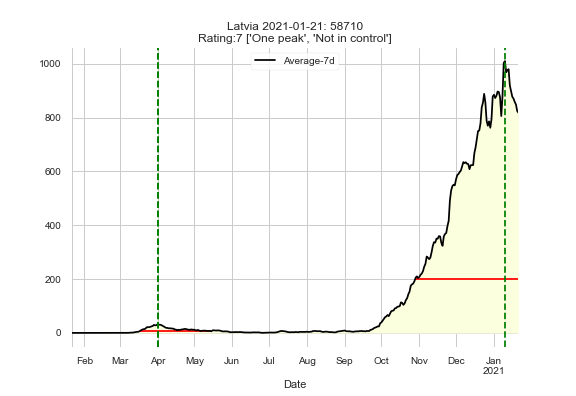 Latvia 2021-01-21: 58710
Rating:7 ['One peak', 'Not in control']
Average-7d
1000
800
600
400
200
0
Feb Mar Apr May Jun Jul Aug Sep Oct Nov Dec Jan
2021
Date